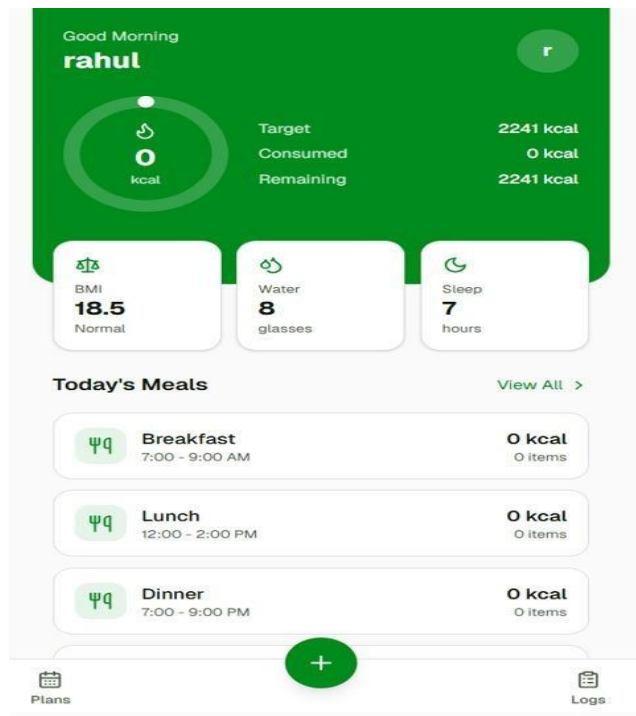 Good Morning
rahul
r
0
kcal
Target 2241 kcal
Consumed 0 kcal
Remaining 2241 kcal
BMI
18.5
Normal
Water
8
glasses
Sleep
7
hours
Today's Meals
View All >
Breakfast
7:00 - 9:00 AM
0 kcal
0 items
Lunch
12:00 - 2:00 PM
0 kcal
0 items
Dinner
7:00 - 9:00 PM
0 kcal
0 items
+
Plans
Logs